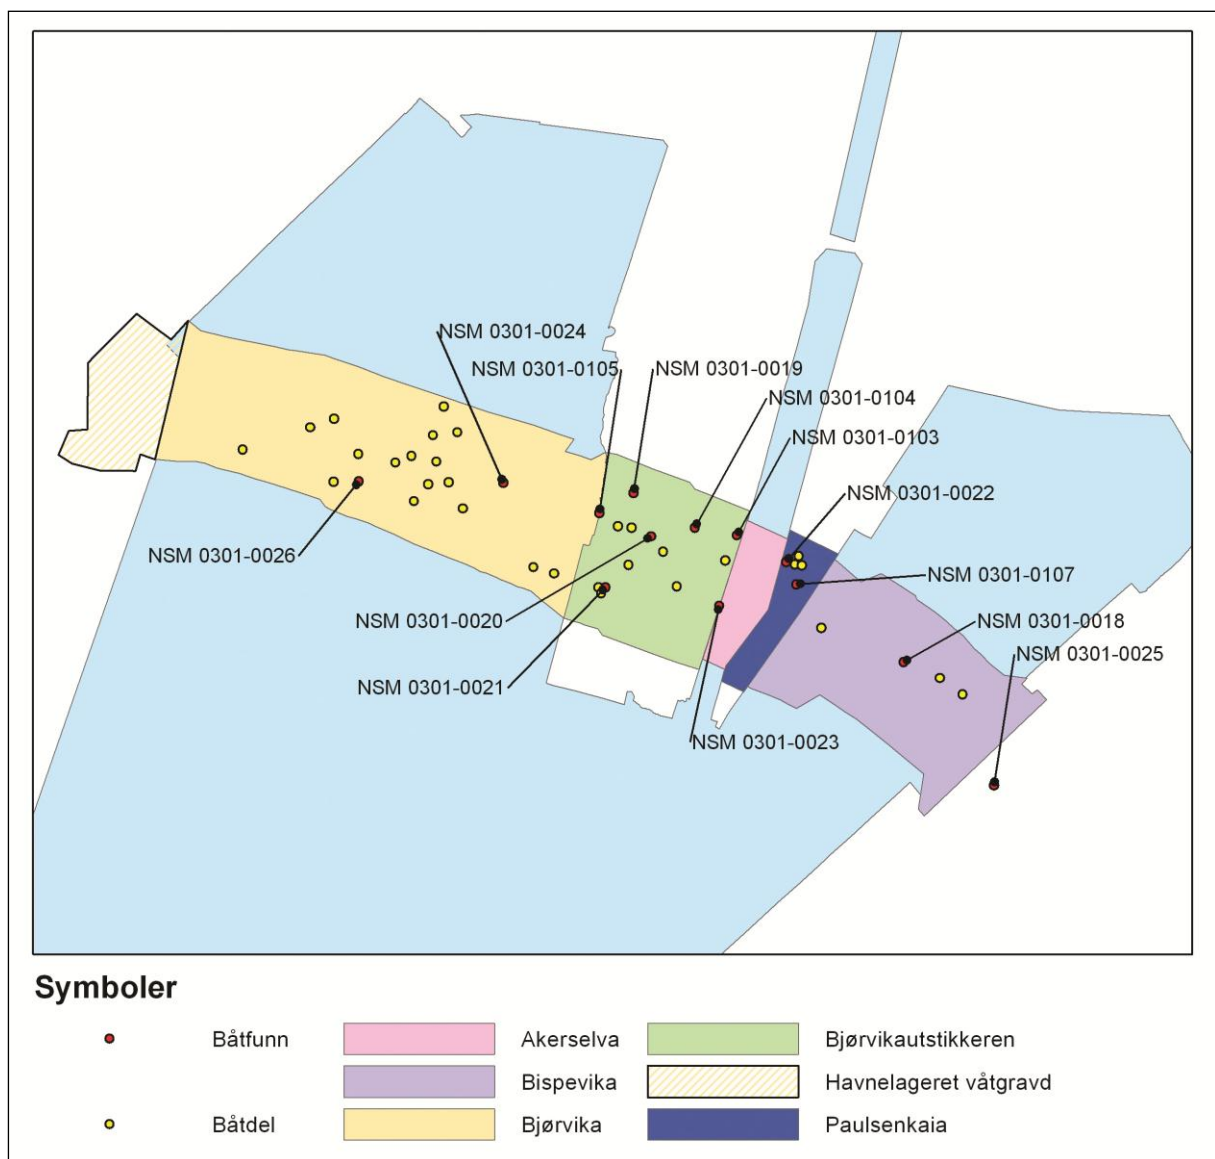 NSM 0301-0024
NSM 0301-0105
NSM 0301-0019
NSM 0301-0104
NSM 0301-0103
NSM 0301-0022
NSM 0301-0026
NSM 0301-0107
NSM 0301-0020
NSM 0301-0018
NSM 0301-0025
NSM 0301-0021
NSM 0301-0023
Symboler
Båtfunn
Akerselva
Bjørvikautstikkeren
Bispevika
Havnelageret våtgravd
Båtdel
Bjørvika
Paulsenkaia